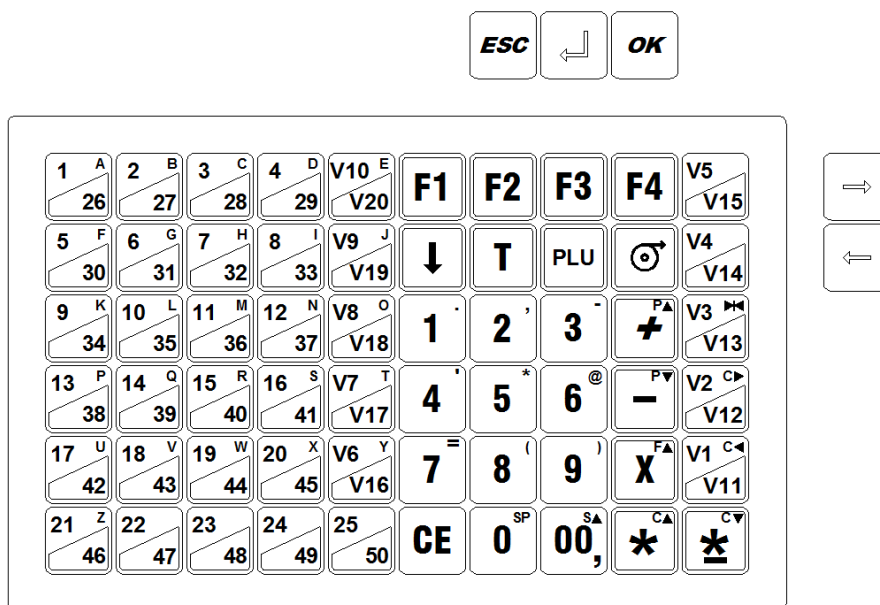 ESC OK
1 A 2 B 3 C 4 D V10 E F1 F2 F3 F4 V5
26 27 28 29 V20 V15
5 F 6 G 7 H 8 I V9 J ↓ T PLU V4
30 31 32 33 V19 V14
9 K 10 L 11 M 12 N V8 O 1 . 2 , 3 - + P▲ V3
34 35 36 37 V18 V13
13 P 14 Q 15 R 16 S V7 T 4 ' 5 * 6 @ - P▼ V2 C▶
38 39 40 41 V17 V12
17 U 18 V 19 W 20 X V6 Y 7 = 8 ( 9 ) X F▲ V1 C◀
42 43 44 45 V16 V11
21 Z 22 23 24 25 CE 0 SP 00, S▲ * C▲ * C▼
46 47 48 49 50